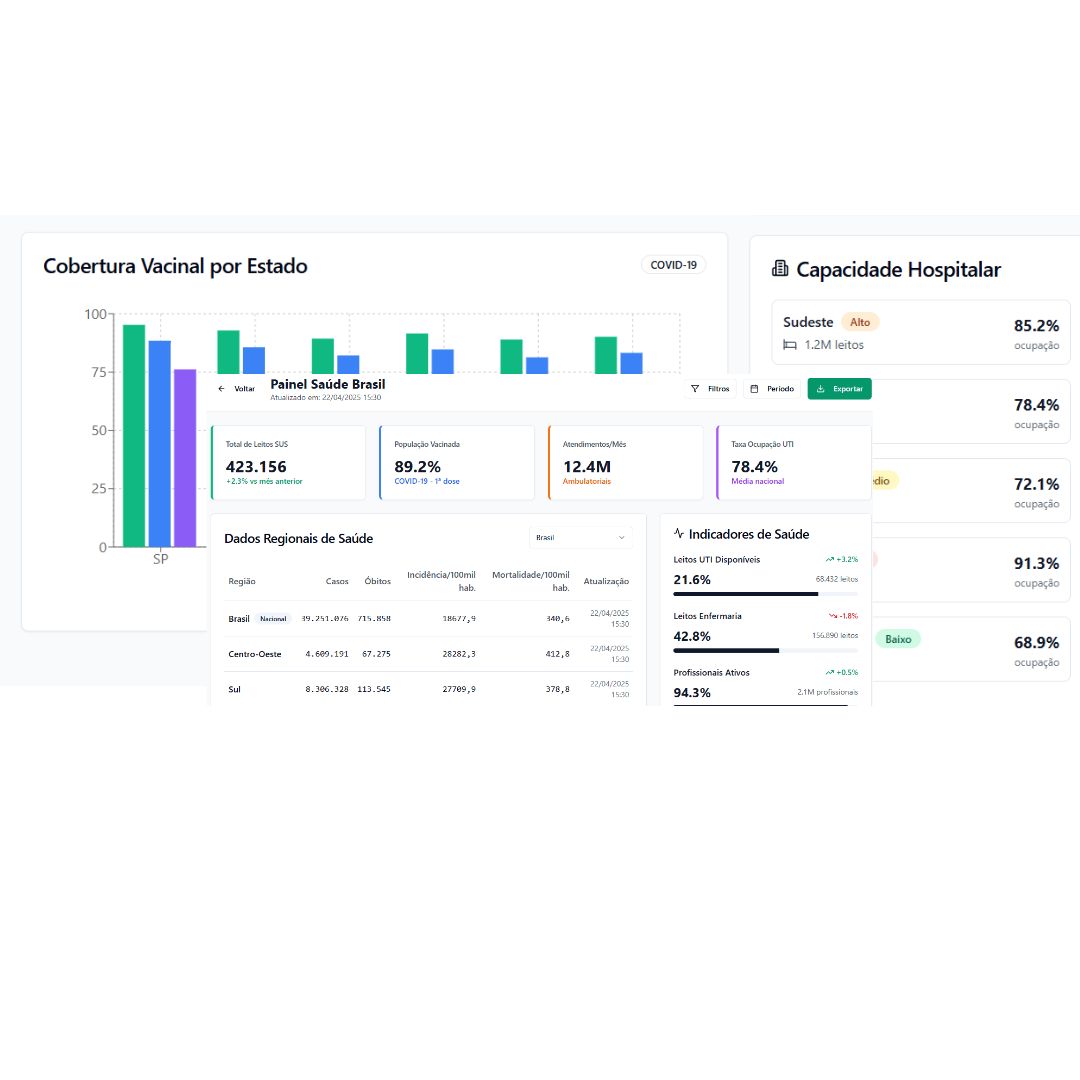 Cobertura Vacinal por Estado
COVID-19
100
75
50
25
0
SP
Capacidade Hospitalar
Sudeste Alto
85.2%
1.2M leitos
ocupação
78.4%
ocupação
72.1%
ocupação
91.3%
ocupação
Baixo
68.9%
ocupação
Voltar
Painel Saúde Brasil
Atualizado em: 22/04/2025 15:30
Filtros
Período
Exportar
Total de Leitos SUS
423.156
+2.3% vs mês anterior
População Vacinada
89.2%
COVID-19 - 1ª dose
Atendimentos/Mês
12.4M
Ambulatoriais
Taxa Ocupação UTI
78.4%
Média nacional
Dados Regionais de Saúde
Brasil
Região Casos Óbitos Incidência/100mil hab. Mortalidade/100mil hab. Atualização
Brasil Nacional 39.251.076 715.858 18677,9 340,6 22/04/2025 15:30
Centro-Oeste 4.609.191 67.275 28282,3 412,8 22/04/2025 15:30
Sul 8.306.328 113.545 27709,9 378,8 22/04/2025 15:30
Indicadores de Saúde
Leitos UTI Disponíveis +3.2%
21.6% 68.432 leitos
Leitos Enfermaria -1.8%
42.8% 156.890 leitos
Profissionais Ativos +0.5%
94.3% 2.1M profissionais